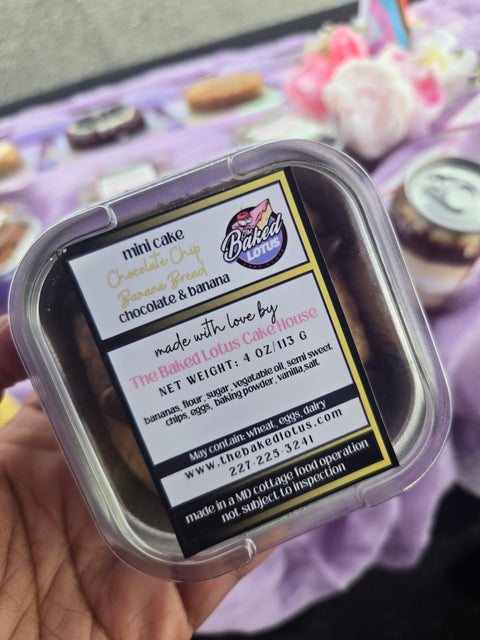 mini cake
Chocolate Chip
Banana Bread
chocolate & banana
Baked
LOTUS
made with love by
The Baked Lotus Cake House
NET WEIGHT: 4 OZ/113 G
bananas, flour, sugar, vegatable oil, semi sweet
chips, eggs, baking powder, vanilla,salt.
May contain: wheat, eggs, dairy
www.thebakedlotus.com
227-225-3241
made in a MD cottage food operation
not subject to inspection